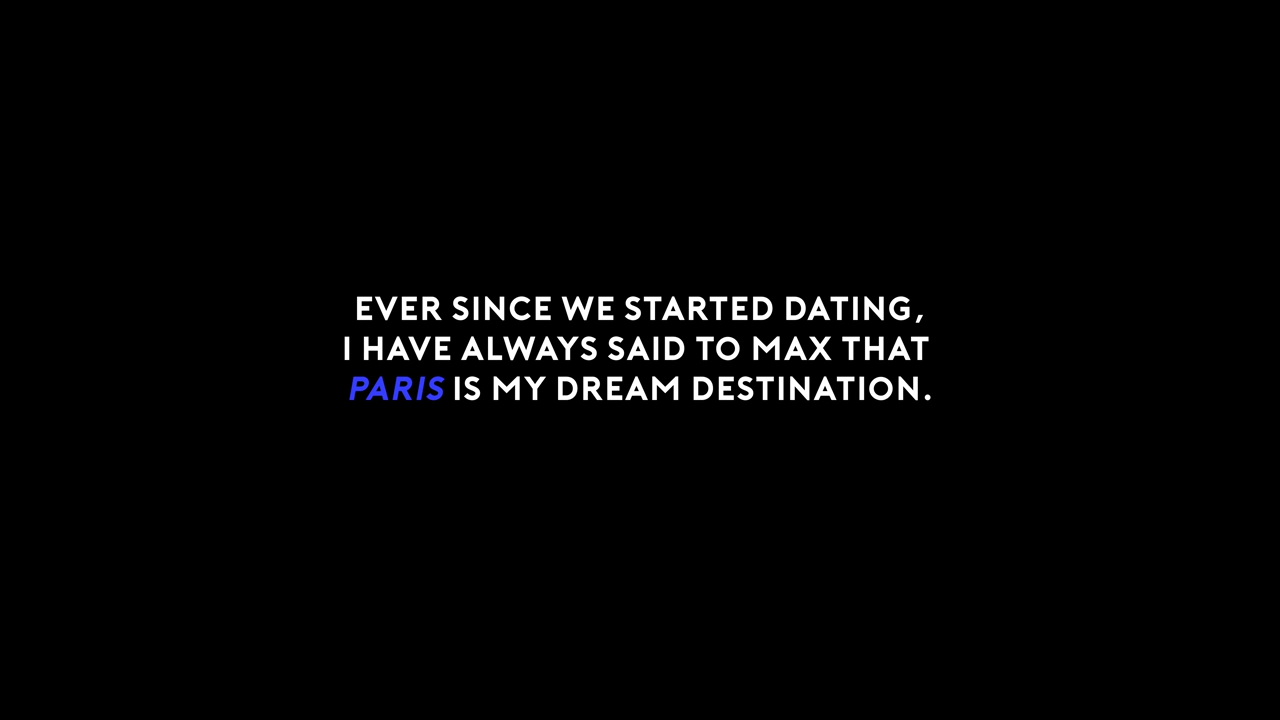 EVER SINCE WE STARTED DATING,
I HAVE ALWAYS SAID TO MAX THAT
PARIS IS MY DREAM DESTINATION.